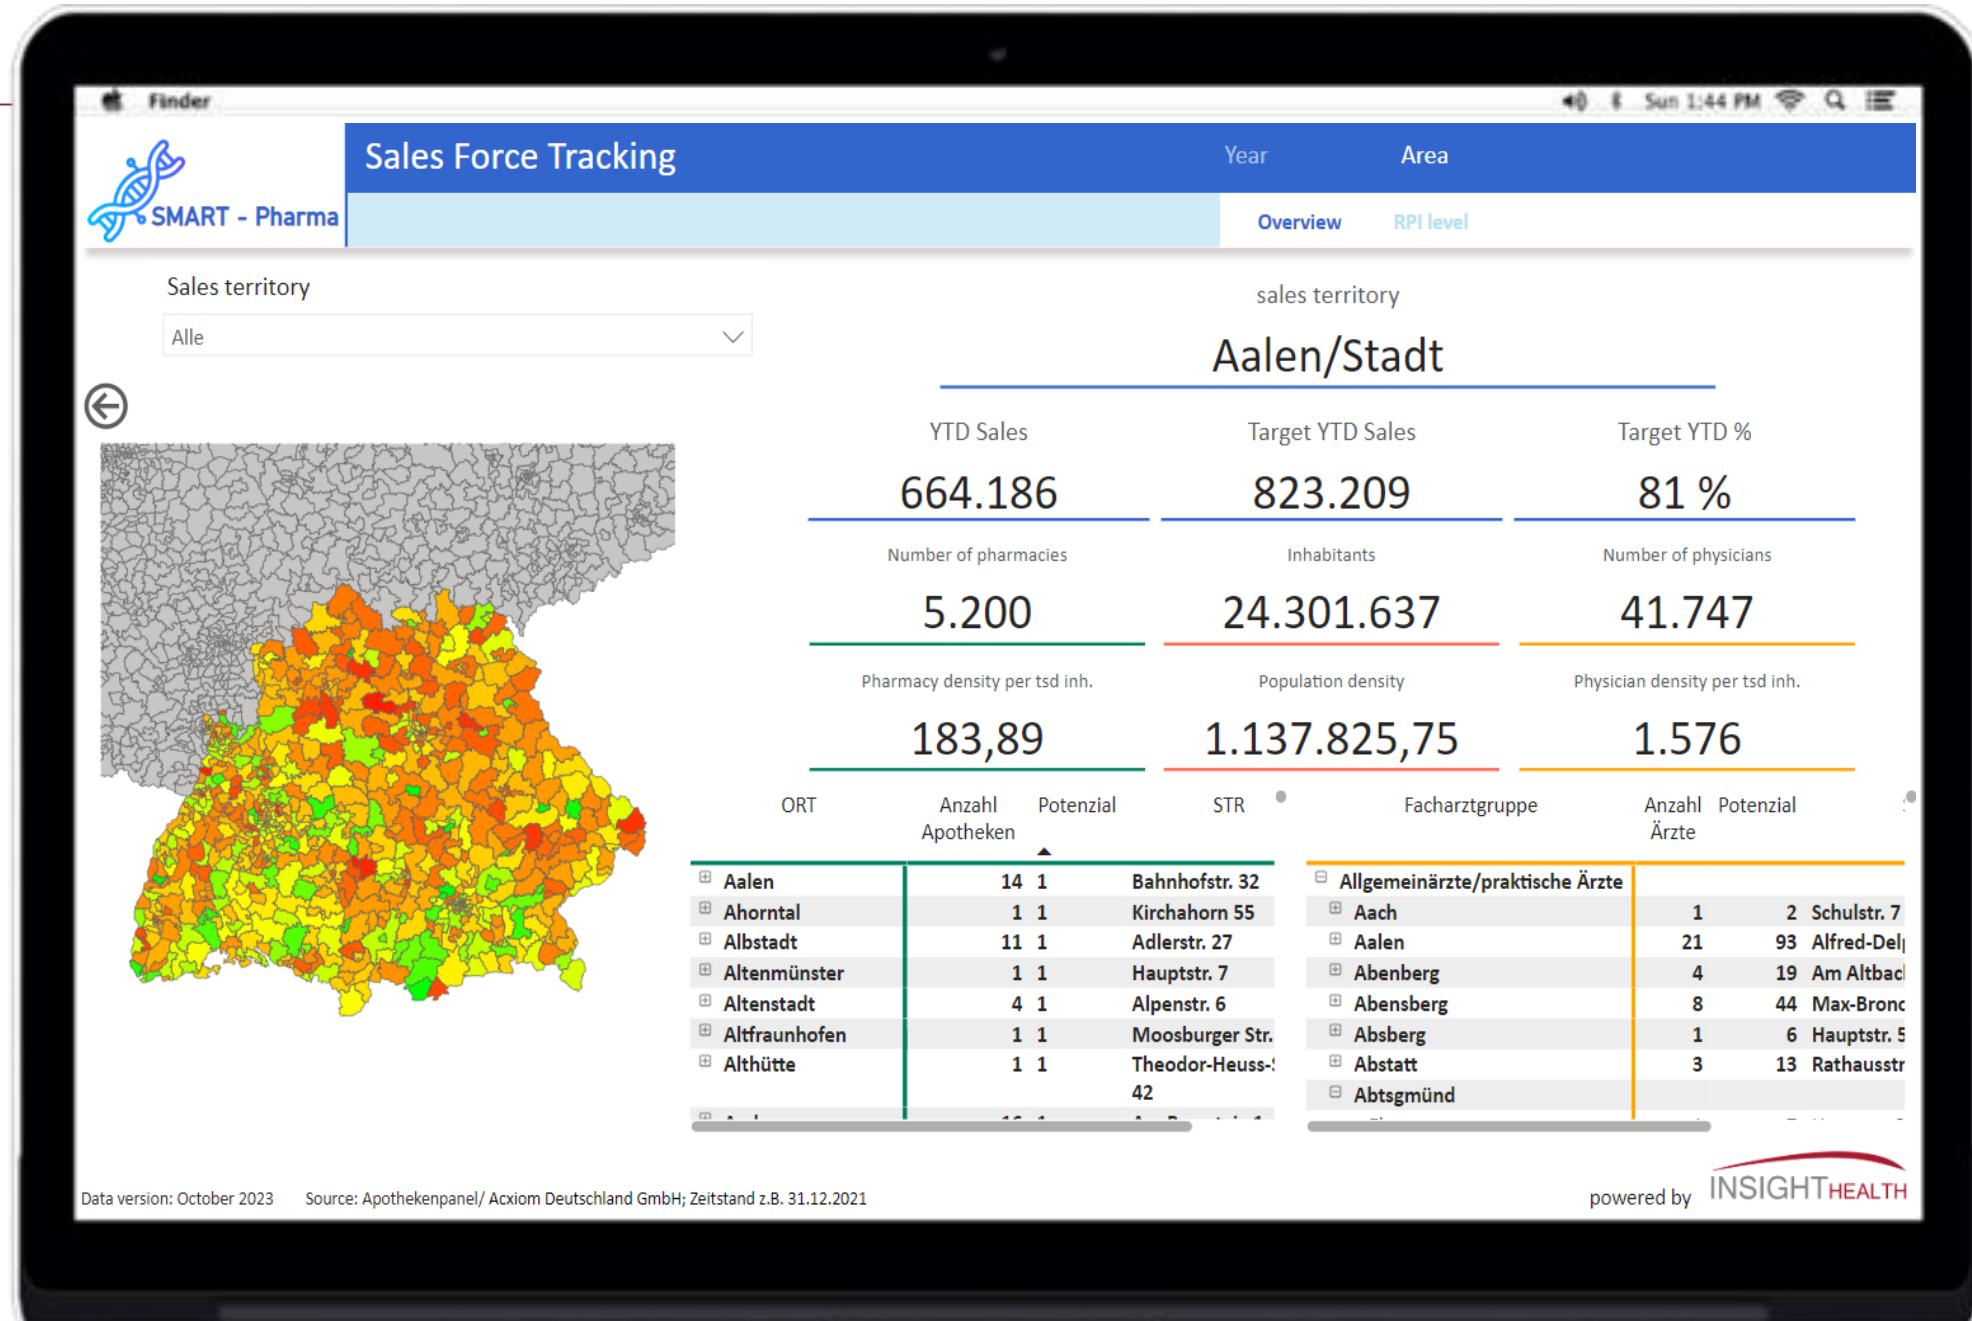 Finder
Sun 1:44 PM
SMART - Pharma
Sales Force Tracking
Year
Area
Overview
RPI level
Sales territory
Alle
sales territory
Aalen/Stadt
YTD Sales
Target YTD Sales
Target YTD %
664.186
823.209
81 %
Number of pharmacies
Inhabitants
Number of physicians
5.200
24.301.637
41.747
Pharmacy density per tsd inh.
Population density
Physician density per tsd inh.
183,89
1.137.825,75
1.576
ORT Anzahl Apotheken Potenzial STR
Aalen 14 1 Bahnhofstr. 32
Ahorntal 1 1 Kirchahorn 55
Albstadt 11 1 Adlerstr. 27
Altenmünster 1 1 Hauptstr. 7
Altenstadt 4 1 Alpenstr. 6
Altfraunhofen 1 1 Moosburger Str.
Althütte 1 1 Theodor-Heuss-
42
Facharztgruppe Anzahl Ärzte Potenzial
Allgemeinärzte/praktische Ärzte
Aach 1 2 Schulstr. 7
Aalen 21 93
Abenberg 4 19 Am
Abensberg 8 44
Absberg 1 6 Hauptstr. 5
Abstatt 3 13 Rathausstr
Abtsgmünd
Data version: October 2023
Source: Apothekenpanel/ Acxiom Deutschland GmbH; Zeitstand z.B. 31.12.2021
powered by
INSIGHTHEALTH